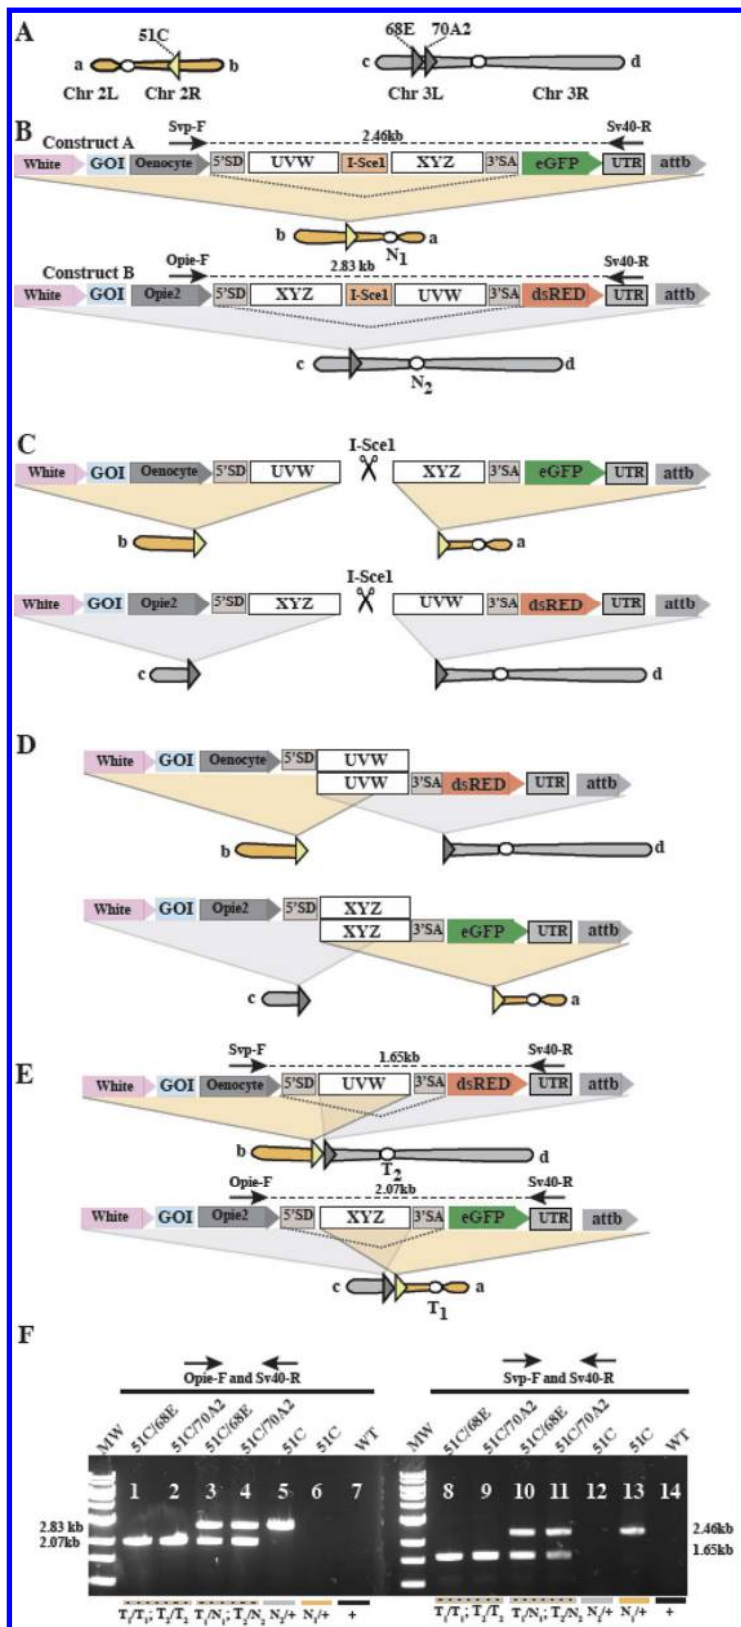 A
51C
a
b
Chr 2L
Chr 2R
68E
70A2
c
d
Chr 3L
Chr 3R
B
Construct A
Svp-F
2.46kb
Sv40-R
White GOI Oenocyte 5'SD UVW I-Sce1 XYZ 3'SA eGFP UTR attb
b
N1
a
Construct B
Opie-F
2.83 kb
Sv40-R
White GOI Opie2 5'SD XYZ I-Sce1 UVW 3'SA dsRED UTR attb
c
N2
d
C
I-Sce1
White GOI Oenocyte 5'SD UVW XYZ 3'SA eGFP UTR attb
b
a
I-Sce1
White GOI Opie2 5'SD XYZ UVW 3'SA dsRED UTR attb
c
d
D
White GOI Oenocyte 5'SD UVW
UVW 3'SA dsRED UTR attb
b
d
White GOI Opie2 5'SD XYZ
XYZ 3'SA eGFP UTR attb
c
a
E
Svp-F
1.65kb
Sv40-R
White GOI Oenocyte 5'SD UVW 3'SA dsRED UTR attb
b
T2
d
Opie-F
2.07kb
Sv40-R
White GOI Opie2 5'SD XYZ 3'SA eGFP UTR attb
c
T1
a
F
Opie-F and Sv40-R
MW 51C/68E 51C/70A2 51C/68E 51C/70A2 51C 51C WT
1 2 3 4 5 6 7
2.83 kb
2.07kb
T1/T1; T2/T2 T1/N1; T2/N2 N2/+ N1/+ +
Svp-F and Sv40-R
MW 51C/68E 51C/70A2 51C/68E 51C/70A2 51C 51C WT
8 9 10 11 12 13 14
2.46kb
1.65kb
T1/T1; T2/T2 T1/N1; T2/N2 N2/+ N1/+ +